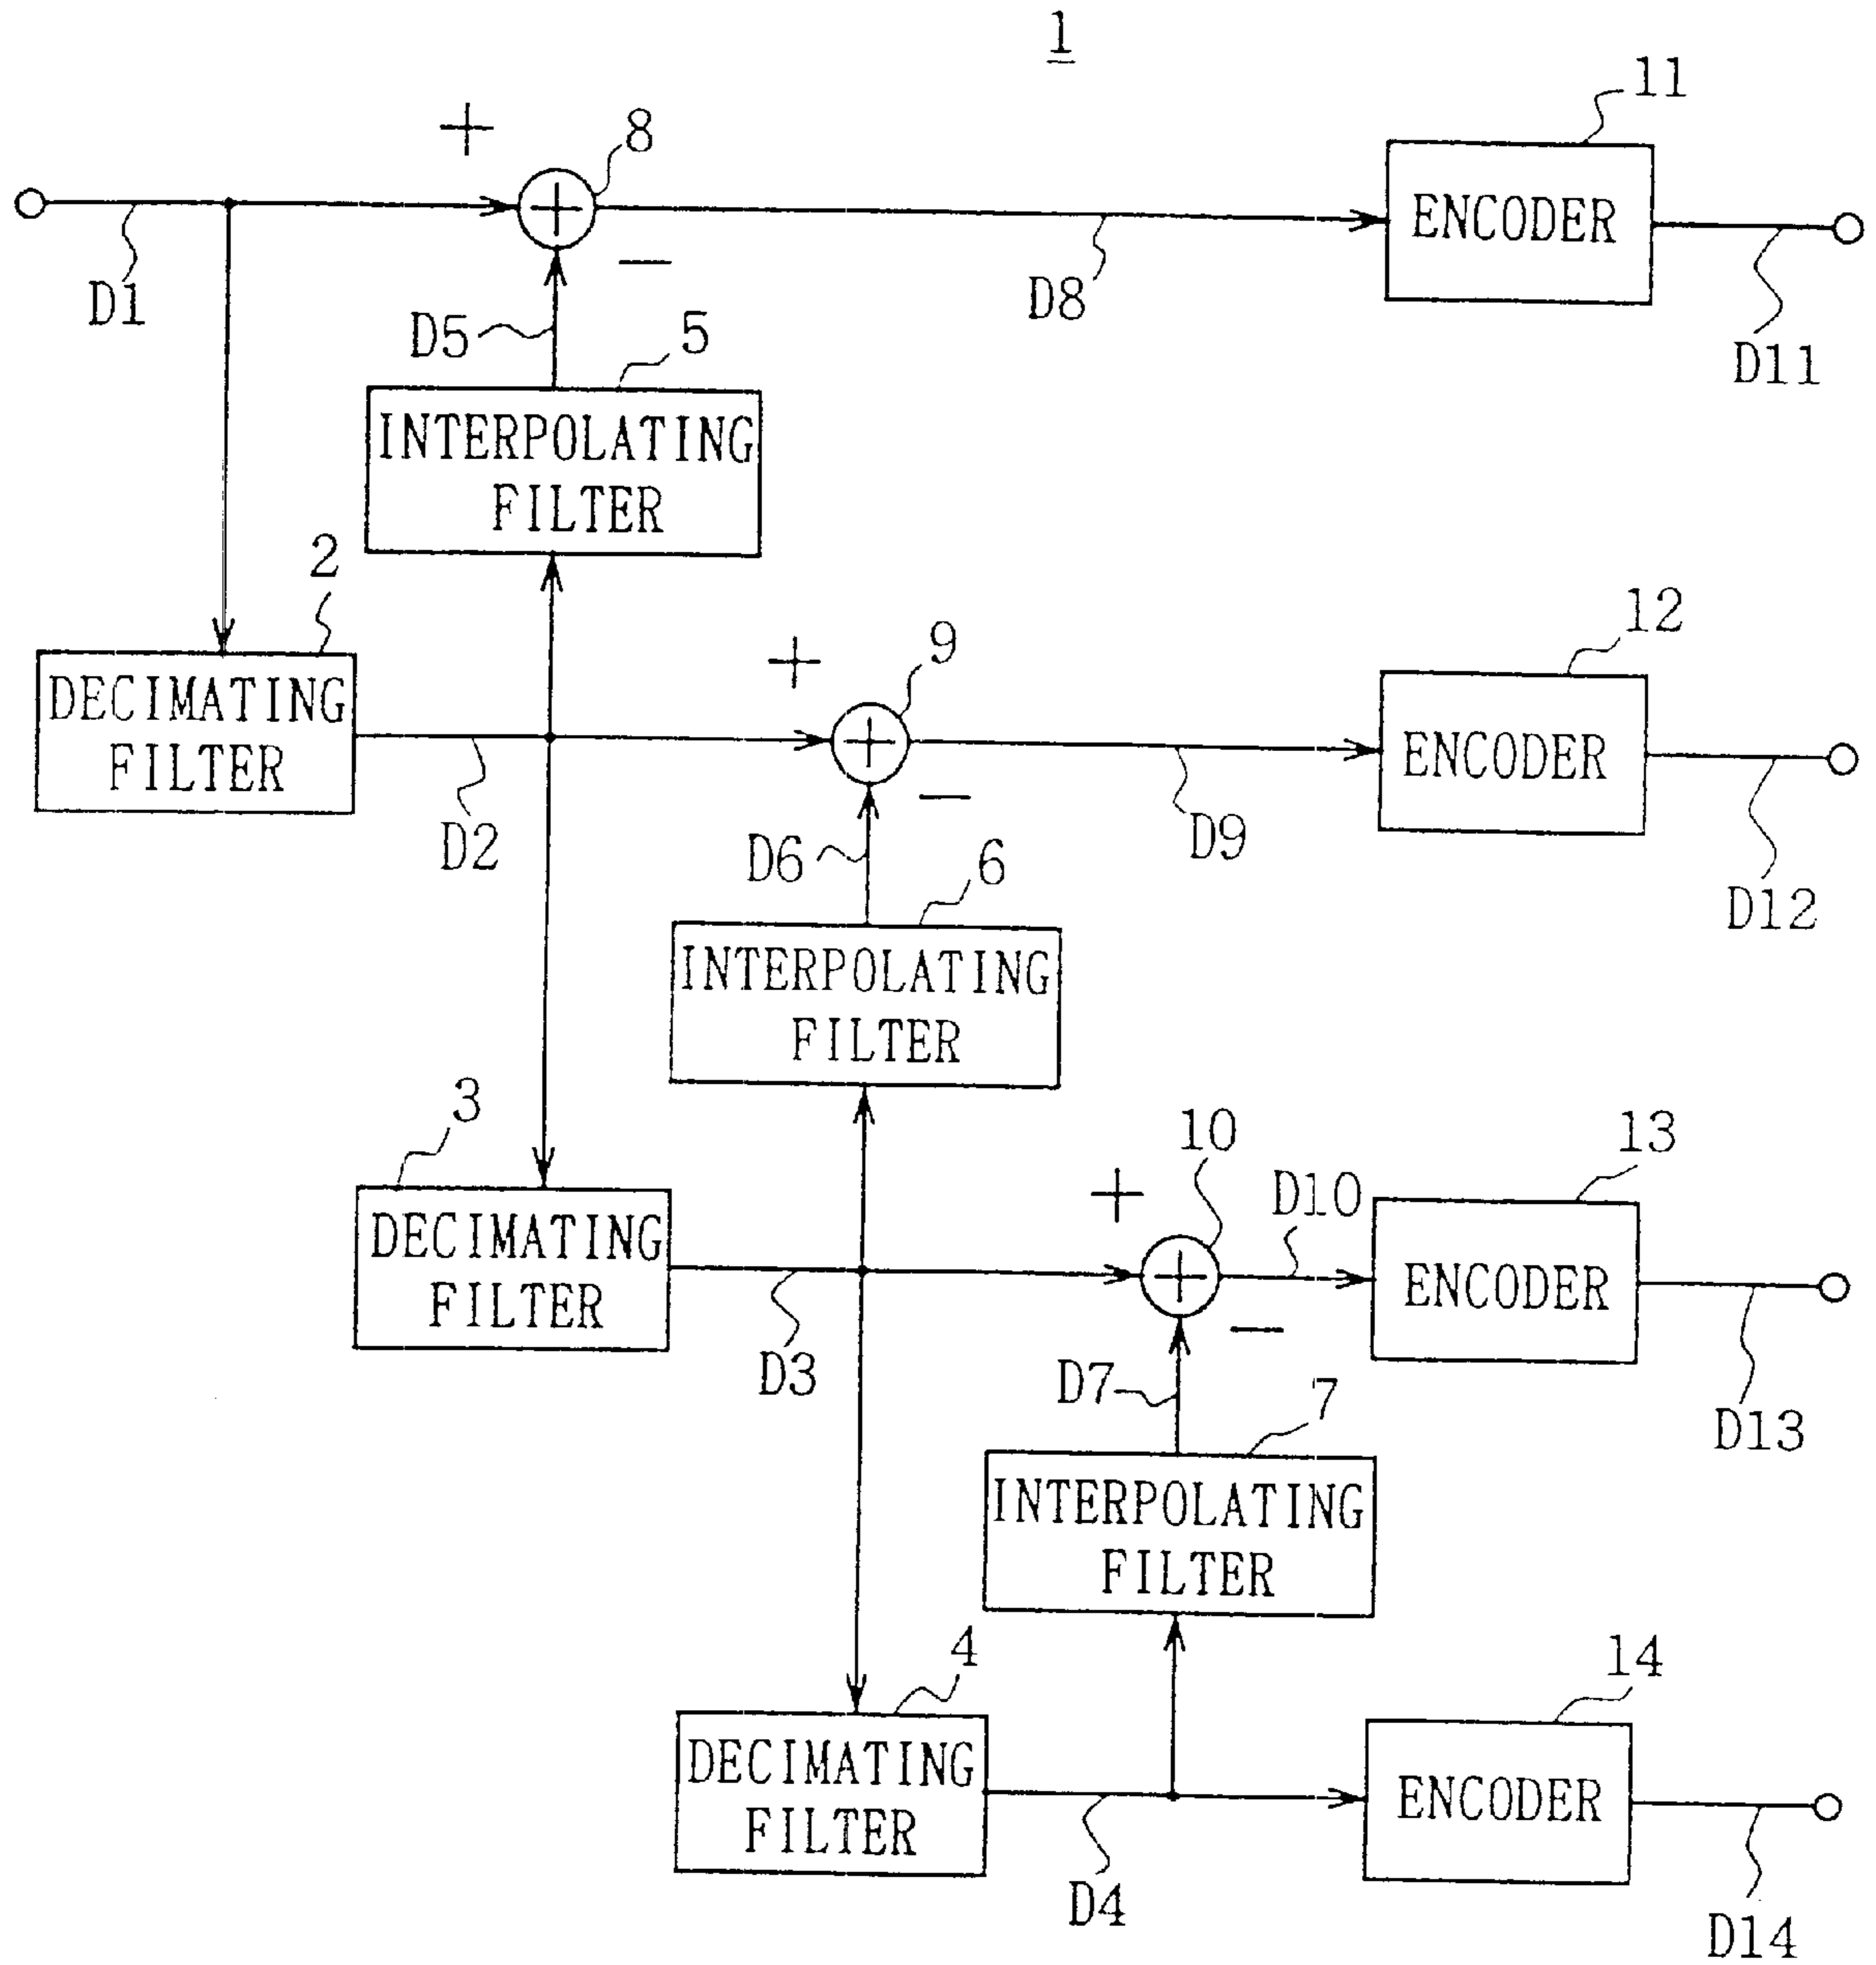 1
11
+
8
ENCODER
D1
−
D8
D5
5
D11
INTERPOLATING
FILTER
2
12
+
9
DECIMATING
FILTER
ENCODER
−
D2
D6
D9
6
D12
INTERPOLATING
FILTER
3
10
13
+
D10
DECIMATING
FILTER
ENCODER
−
D3
D7
7
D13
INTERPOLATING
FILTER
4
14
DECIMATING
FILTER
ENCODER
D4
D14